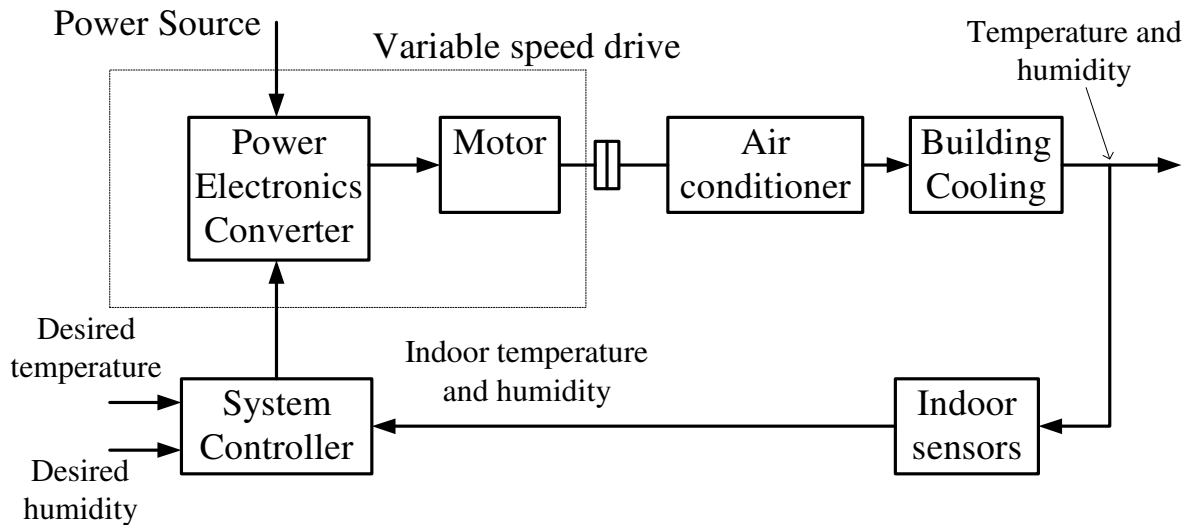 Power Source
Variable speed drive
Temperature and
humidity
Power
Electronics
Converter
Motor
Air
conditioner
Building
Cooling
Desired
temperature
Indoor temperature
and humidity
System
Controller
Indoor
sensors
Desired
humidity